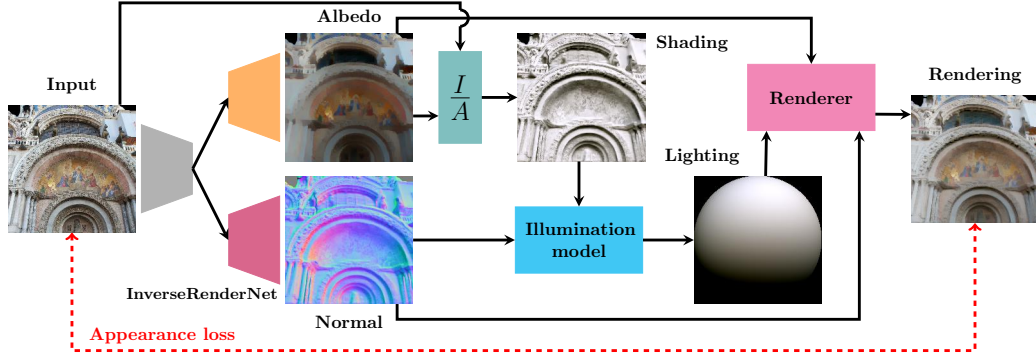 Albedo
Shading
Input
I
A
Renderer
Rendering
Lighting
Illumination
model
InverseRenderNet
Normal
Appearance loss